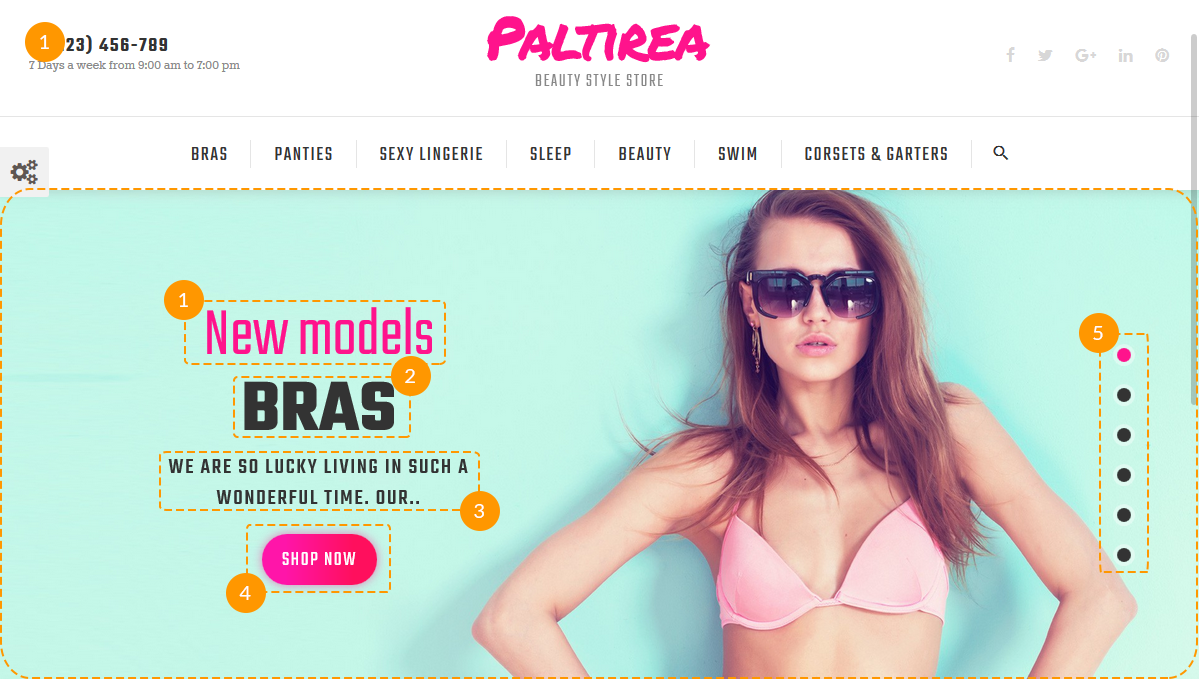 1
23) 456-789
7 Days a week from 9:00 am to 7:00 pm
PALTIREA
BEAUTY STYLE STORE
BRAS
PANTIES
SEXY LINGERIE
SLEEP
BEAUTY
SWIM
CORSETS & GARTERS
1
New models
2
BRAS
WE ARE SO LUCKY LIVING IN SUCH A
WONDERFUL TIME. OUR..
3
SHOP NOW
4
5